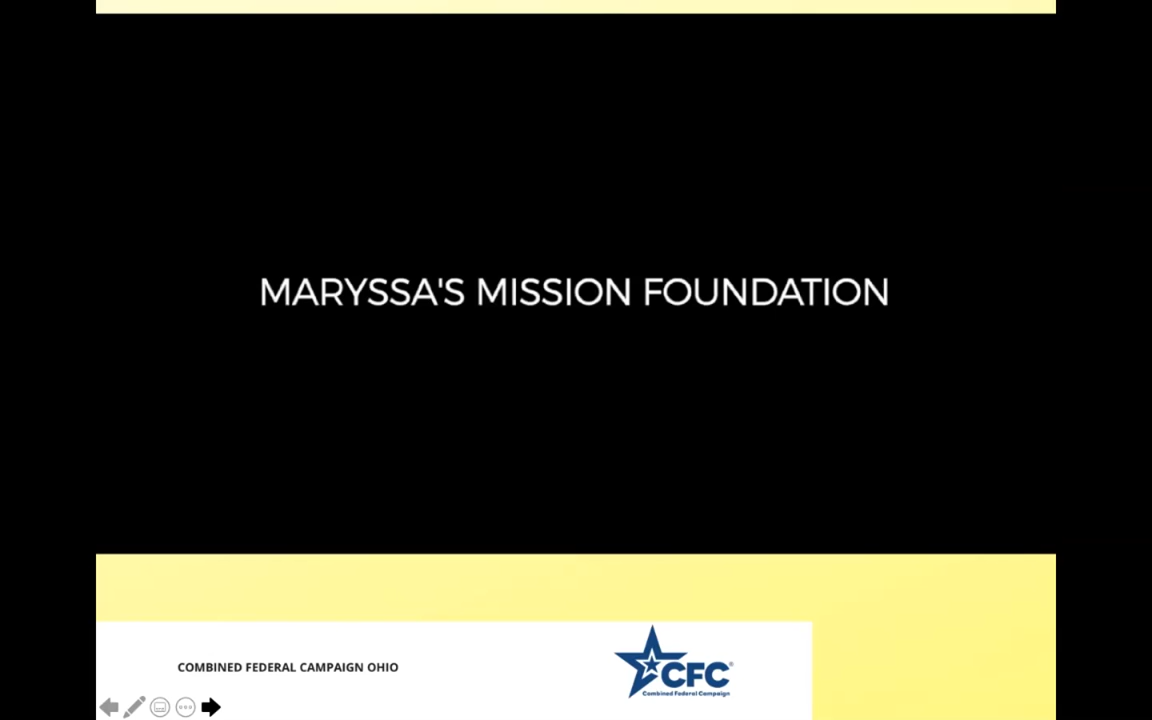 MARYSSA'S MISSION FOUNDATION
COMBINED FEDERAL CAMPAIGN OHIO
CFC®
Combined Federal Campaign